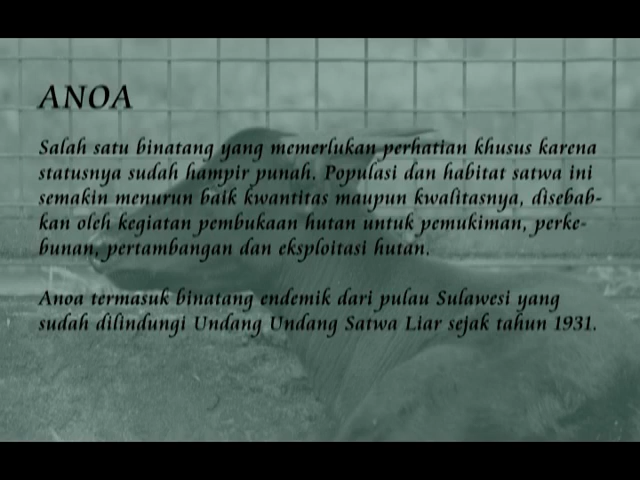 ANOA
Salah satu binatang yang memerlukan perhatian khusus karena
statusnya sudah hampir punah. Populasi dan habitat satwa ini
semakin menurun baik kwantitas maupun kwalitasnya, disebab-
kan oleh kegiatan pembukaan hutan untuk pemukiman, perke-
bunan, pertambangan dan eksploitasi hutan.
Anoa termasuk binatang endemik dari pulau Sulawesi yang
sudah dilindungi Undang Undang Satwa Liar sejak tahun 1931.